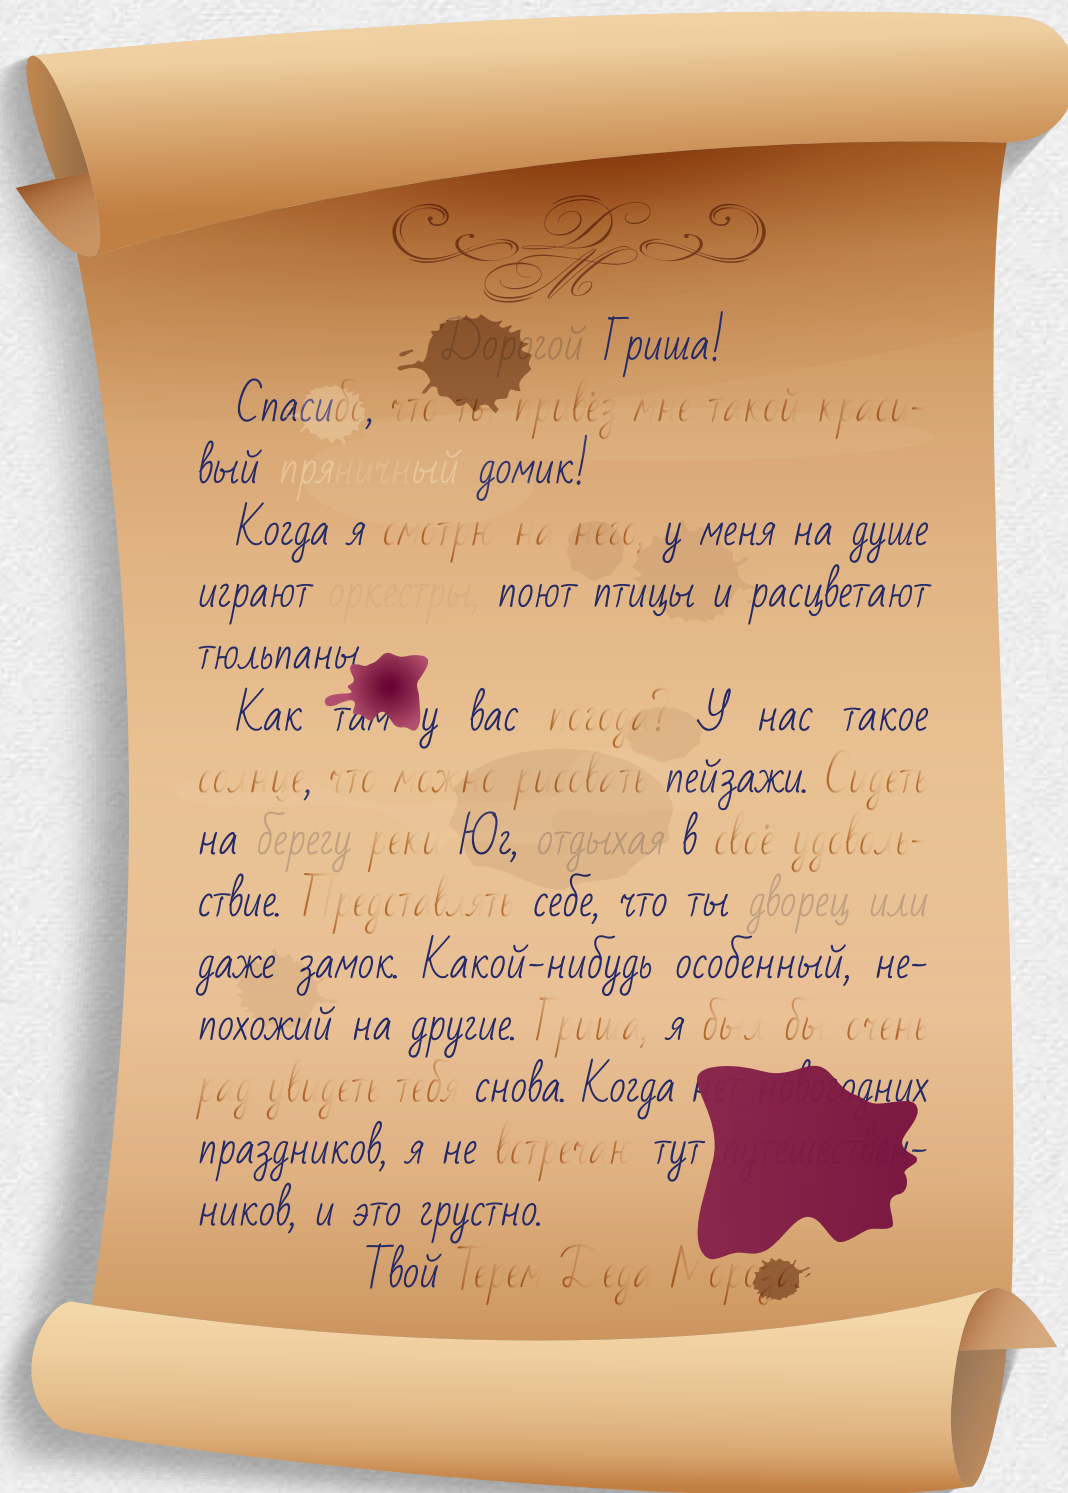 ДМ
Дорогой Гриша!
Спасибо, что ты привёз мне такой краси-
вый пряничный домик!
Когда я смотрю на него, у меня на душе
играют оркестры, поют птицы и расцветают
тюльпаны
Как там у вас погода? У нас такое
солнце, что можно рисовать пейзажи. Сидеть
на берегу реки Юг, отдыхая в своё удоволь-
ствие. Представлять себе, что ты дворец или
даже замок. Какой-нибудь особенный, не-
похожий на другие. Гриша, я был бы очень
рад увидеть тебя снова. Когда нет новогодних
праздников, я не встречаю тут путешествен-
ников, и это грустно.
Твой Терем Деда Мороза.